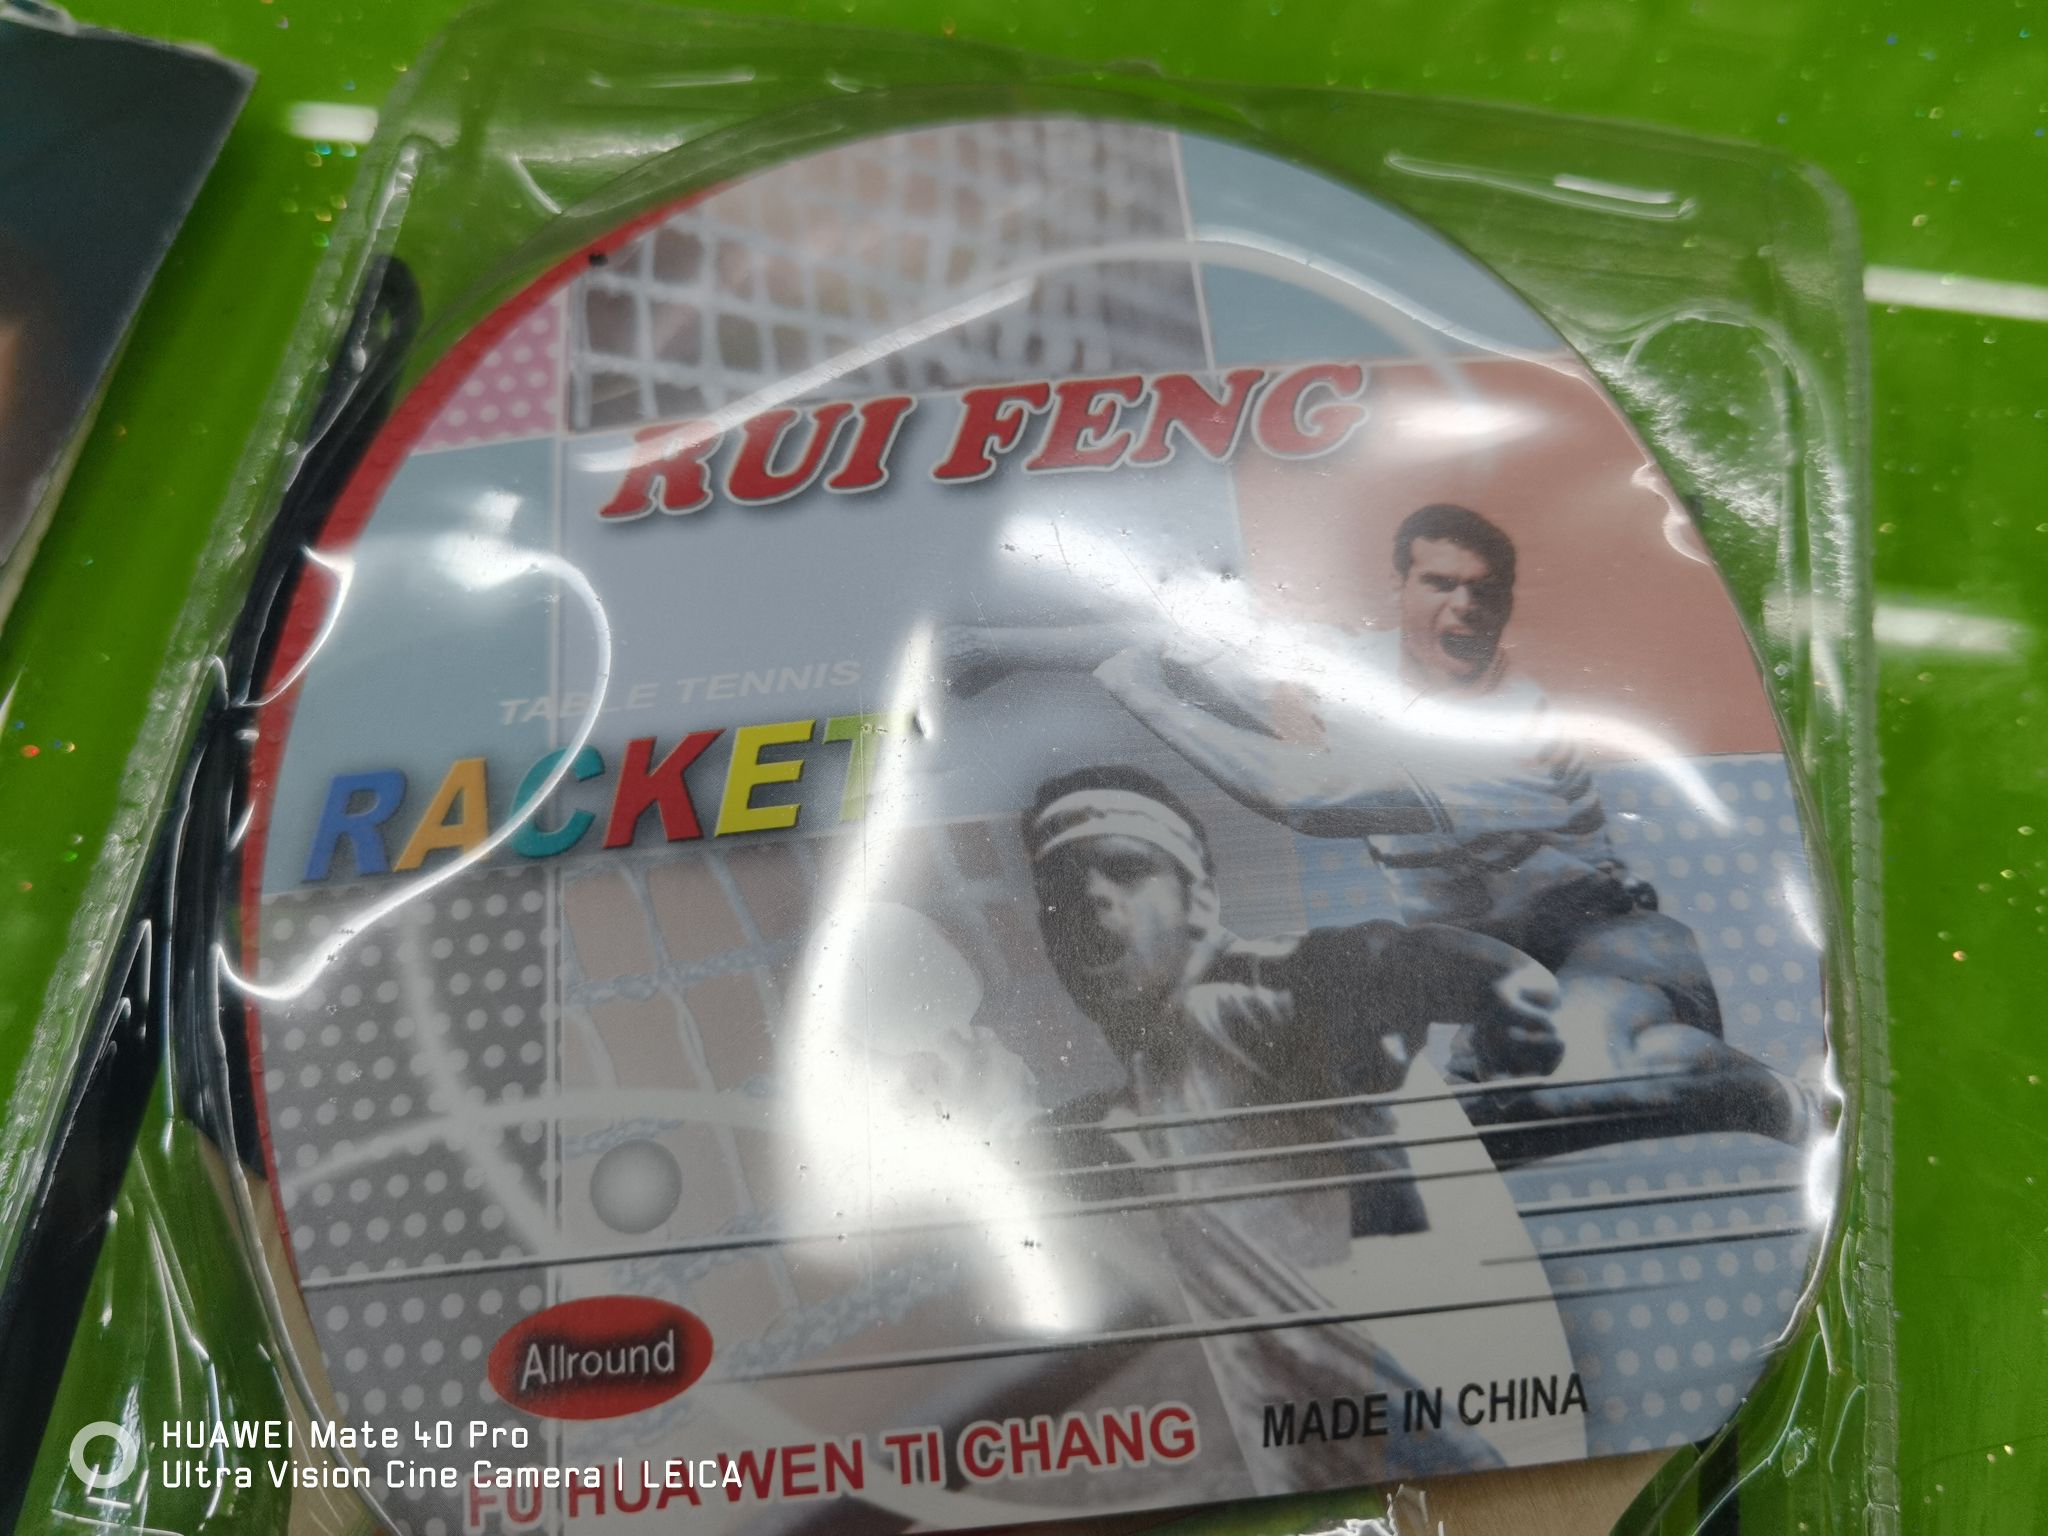 RUI FENG
TABLE TENNIS
RACKET
Allround
MADE IN CHINA
FU HUA WEN TI CHANG
HUAWEI Mate 40 Pro
Ultra Vision Cine Camera | LEICA